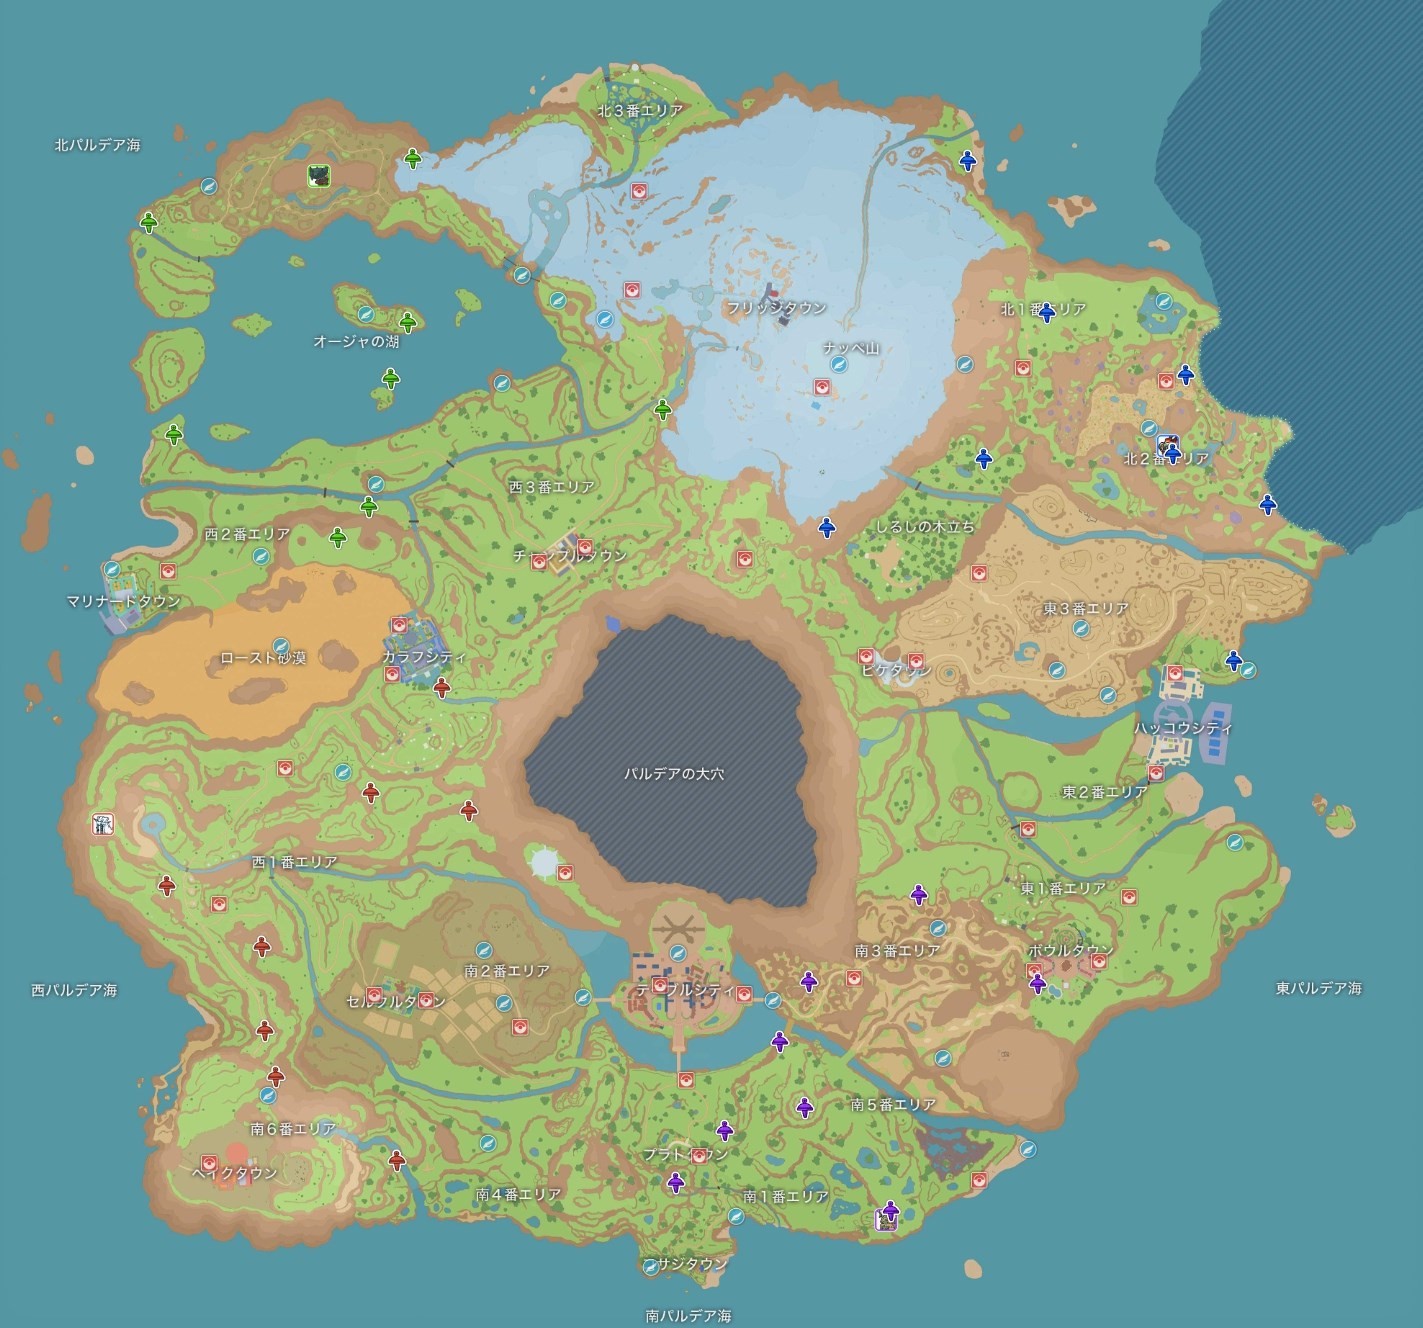 北３番エリア
北パルデア海
フリッジタウン
北１番エリア
オージャの湖
ナッペ山
北２番エリア
西３番エリア
しるしの木立ち
西２番エリア
チャンプルタウン
マリナードタウン
東３番エリア
ロースト砂漠
カラフシティ
ピケタウン
ハッコウシティ
パルデアの大穴
東２番エリア
西１番エリア
東１番エリア
南３番エリア
ボウルタウン
南２番エリア
西パルデア海
テーブルシティ
東パルデア海
セルクルタウン
南５番エリア
南６番エリア
プラトタウン
ベイクタウン
南４番エリア
南１番エリア
コサジタウン
南パルデア海